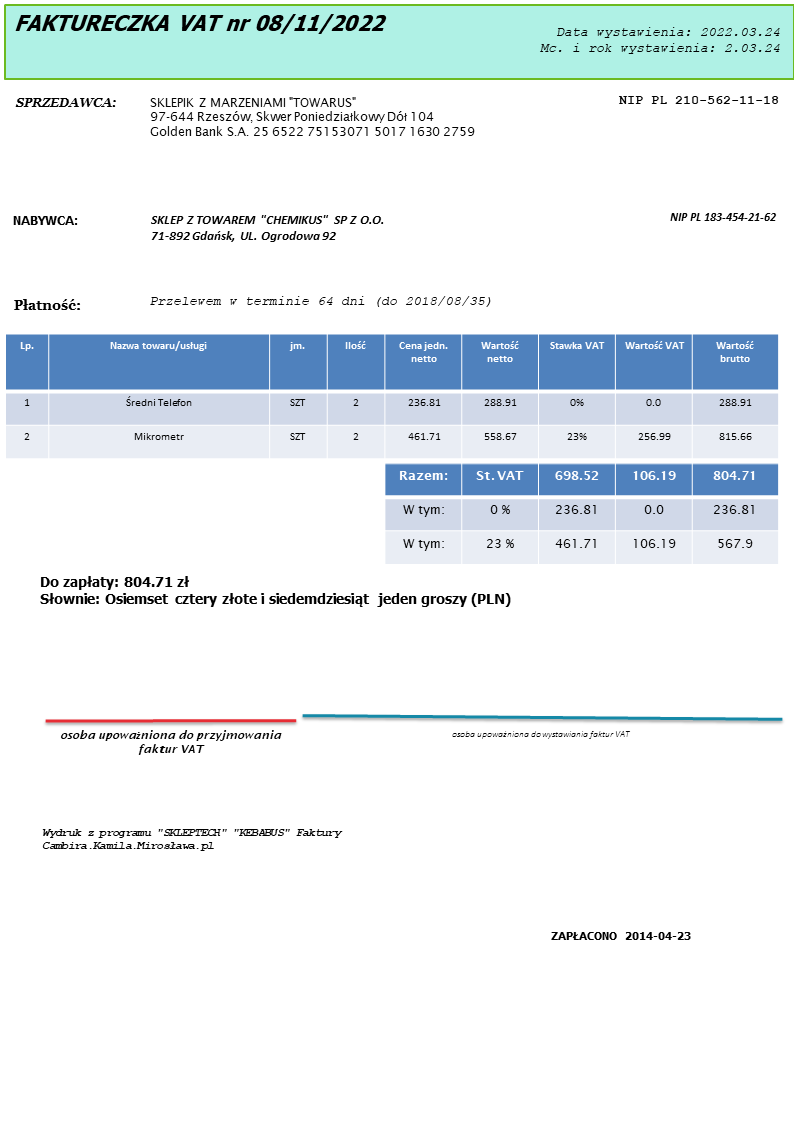 FAKTURECZKA VAT nr 08/11/2022
Data wystawienia: 2022.03.24
Mc. i rok wystawienia: 2.03.24
SPRZEDAWCA: SKLEPIK Z MARZENIAMI "TOWARUS" NIP PL 210-562-11-18
97-644 Rzeszów, Skwer Poniedziałkowy Dół 104
Golden Bank S.A. 25 6522 75153071 5017 1630 2759
NABYWCA: SKLEP Z TOWAREM "CHEMIKUS" SP Z O.O. NIP PL 183-454-21-62
71-892 Gdańsk, UL. Ogrodowa 92
Płatność: Przelewem w terminie 64 dni (do 2018/08/35)
Lp. Nazwa towaru/usługi jm. Ilość Cena jedn. netto Wartość netto Stawka VAT Wartość VAT Wartość brutto
1 Średni Telefon SZT 2 236.81 288.91 0% 0.0 288.91
2 Mikrometr SZT 2 461.71 558.67 23% 256.99 815.66
Razem: St. VAT 698.52 106.19 804.71
W tym: 0 % 236.81 0.0 236.81
W tym: 23 % 461.71 106.19 567.9
Do zapłaty: 804.71 zł
Słownie: Osiemset cztery złote i siedemdziesiąt jeden groszy (PLN)
osoba upoważniona do przyjmowania
faktur VAT
osoba upoważniona do wystawiania faktur VAT
Wydruk z programu "SKLEPTECH" "KEBABUS" Faktury
Cambira.Kamila.Mirosława.pl
ZAPŁACONO 2014-04-23